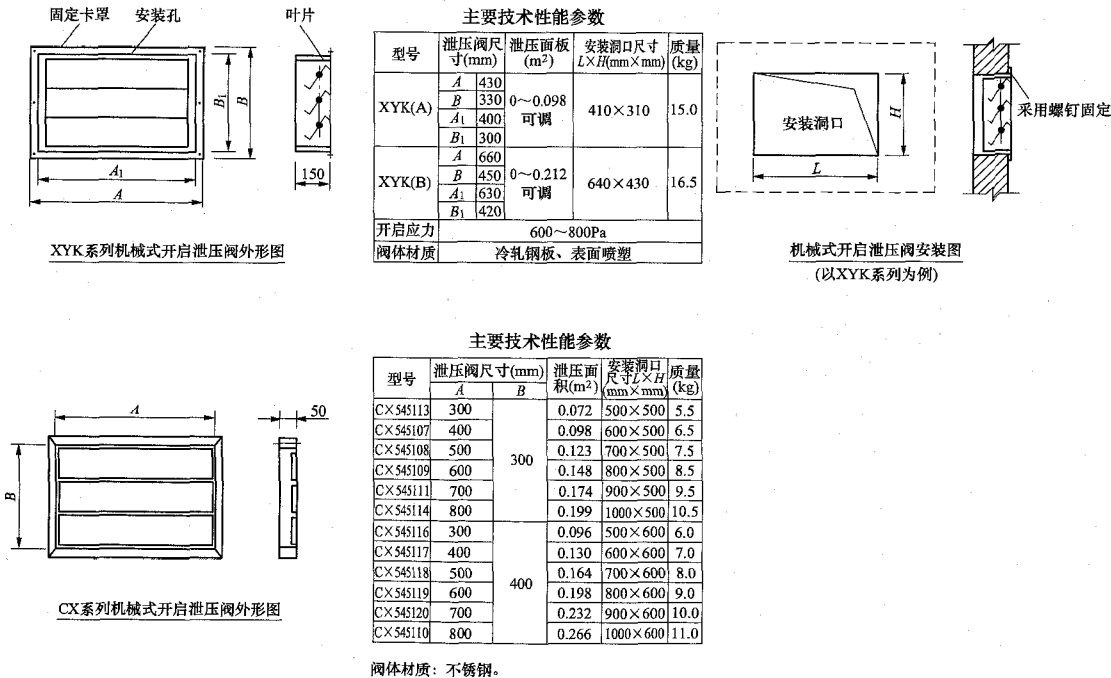 固定卡罩 安装孔 叶片
B₁ B
A₁
A
150
XYK系列机械式开启泄压阀外形图
主要技术性能参数
型号 泄压阀尺寸(mm) 泄压面板(m²) 安装洞口尺寸L×H(mm×mm) 质量(kg)
XYK(A) A 430 0～0.098可调 410×310 15.0
B 330
A₁ 400
B₁ 300
XYK(B) A 660 0～0.212可调 640×430 16.5
B 450
A₁ 630
B₁ 420
开启应力 600～800Pa
阀体材质 冷轧钢板、表面喷塑
安装洞口
H
L
采用螺钉固定
机械式开启泄压阀安装图
(以XYK系列为例)
A
50
B
CX系列机械式开启泄压阀外形图
主要技术性能参数
型号 泄压阀尺寸(mm) 泄压面积(m²) 安装洞口尺寸L×H(mm×mm) 质量(kg)
A B
C×545113 300 300 0.072 500×500 5.5
C×545107 400 0.098 600×500 6.5
C×545108 500 0.123 700×500 7.5
C×545109 600 0.148 800×500 8.5
C×545111 700 0.174 900×500 9.5
C×545114 800 0.199 1000×500 10.5
C×545116 300 400 0.096 500×600 6.0
C×545117 400 0.130 600×600 7.0
C×545118 500 0.164 700×600 8.0
C×545119 600 0.198 800×600 9.0
C×545120 700 0.232 900×600 10.0
C×545110 800 0.266 1000×600 11.0
阀体材质：不锈钢。